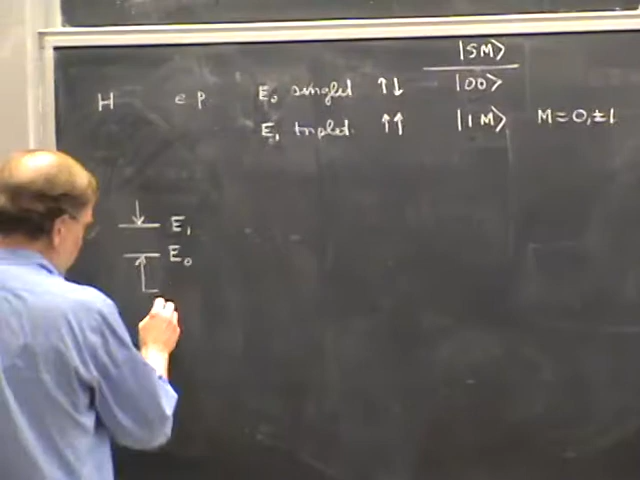 |SM⟩
H e p E₀ singlet ↑↓ |00⟩
E₁ triplet. ↑↑ |1M⟩ M=0,±1
E₁
E₀